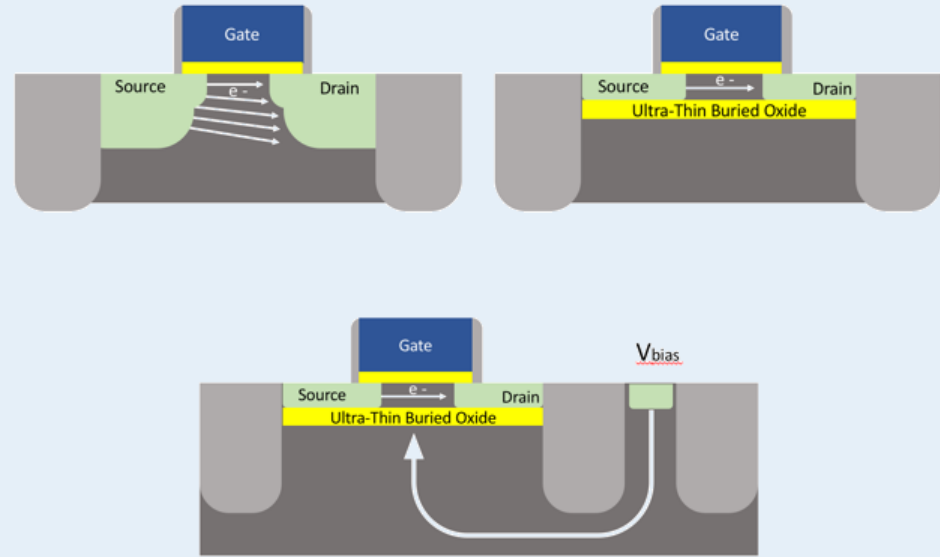 Gate
Source
Drain
e -
Gate
Source
e -
Drain
Ultra-Thin Buried Oxide
Gate
Vbias
Source
e -
Drain
Ultra-Thin Buried Oxide